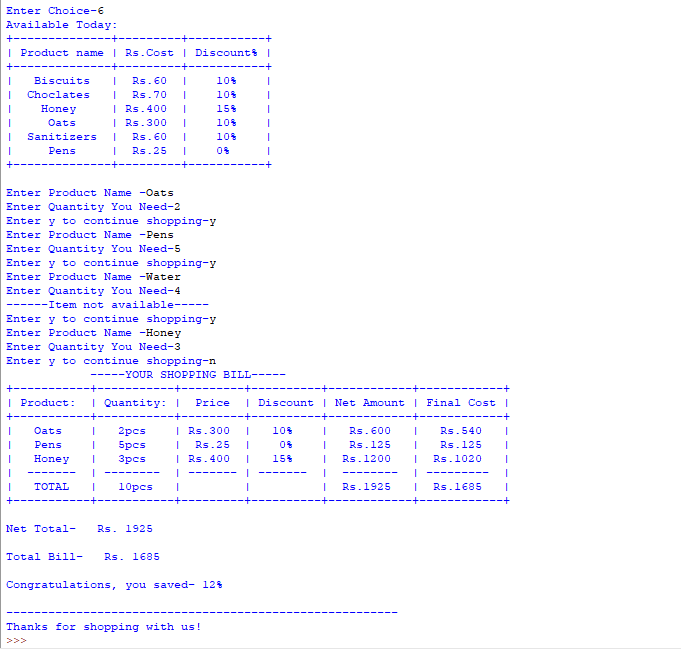 Enter Choice-6
Available Today:
+--------------+---------+-----------+
| Product name | Rs.Cost | Discount% |
+--------------+---------+-----------+
|   Biscuits   |  Rs.60  |    10%    |
|  Choclates   |  Rs.70  |    10%    |
|    Honey     | Rs.400  |    15%    |
|     Oats     | Rs.300  |    10%    |
|  Sanitizers  |  Rs.60  |    10%    |
|     Pens     |  Rs.25  |    0%     |
+--------------+---------+-----------+
Enter Product Name -Oats
Enter Quantity You Need-2
Enter y to continue shopping-y
Enter Product Name -Pens
Enter Quantity You Need-5
Enter y to continue shopping-y
Enter Product Name -Water
Enter Quantity You Need-4
------Item not available-----
Enter y to continue shopping-y
Enter Product Name -Honey
Enter Quantity You Need-3
Enter y to continue shopping-n
-----YOUR SHOPPING BILL-----
+-----------+-----------+---------+----------+------------+------------+
| Product:  | Quantity: |  Price  | Discount | Net Amount | Final Cost |
+-----------+-----------+---------+----------+------------+------------+
|   Oats    |   2pcs    | Rs.300  |   10%    |   Rs.600   |   Rs.540   |
|   Pens    |   5pcs    |  Rs.25  |    0%    |   Rs.125   |   Rs.125   |
|   Honey   |   3pcs    | Rs.400  |   15%    |  Rs.1200   |  Rs.1020   |
|  -------  | --------  | ------- | -------  |  --------  | ---------  |
|   TOTAL   |   10pcs   |         |          |  Rs.1925   |  Rs.1685   |
+-----------+-----------+---------+----------+------------+------------+
Net Total-   Rs. 1925
Total Bill-   Rs. 1685
Congratulations, you saved- 12%
--------------------------------------------------------
Thanks for shopping with us!
>>>